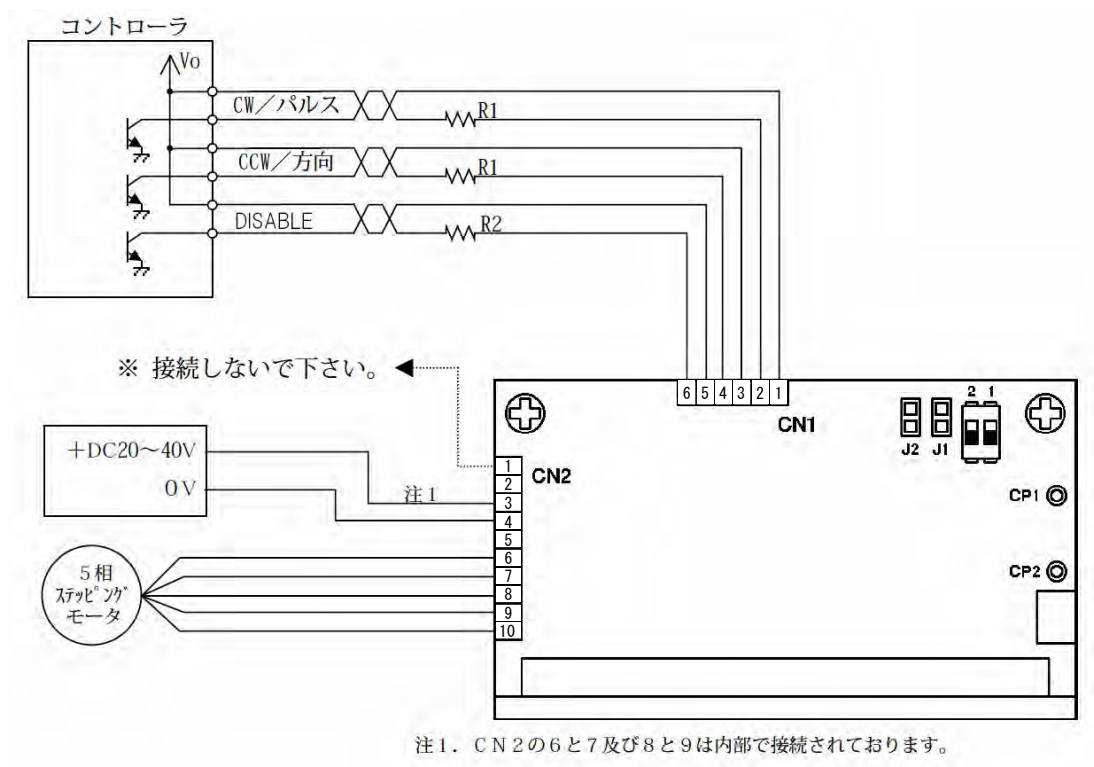 コントローラ
Vo
CW／パルス
R1
CCW／方向
R1
DISABLE
R2
※ 接続しないで下さい。
6 5 4 3 2 1
CN1
2 1
J2 J1
＋DC20～40V
0V
注1
1
2
3
4
5
6
7
8
9
10
CN2
CP1
CP2
5相
ｽﾃｯﾋﾟﾝｸﾞ
モータ
注1．CN2の6と7及び8と9は内部で接続されております。